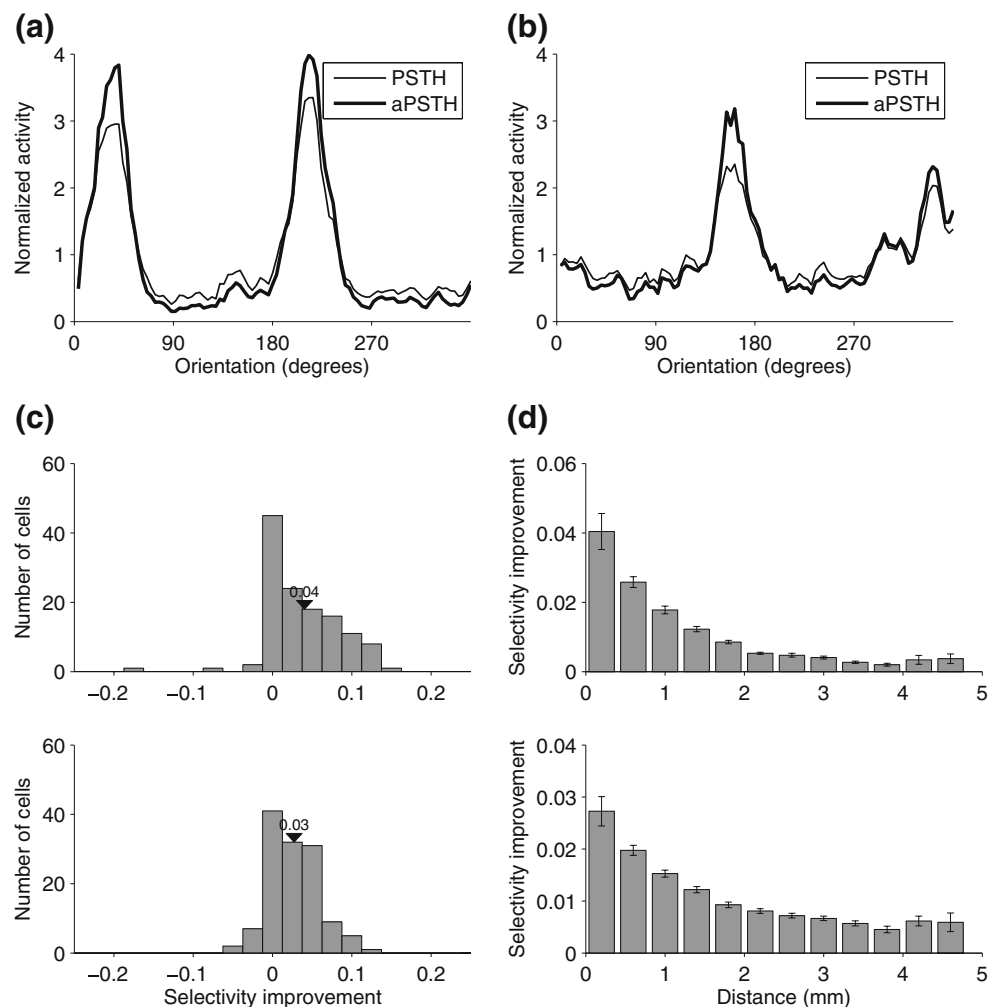 (a)
4
3
2
1
0
Normalized activity
PSTH
aPSTH
0 90 180 270
Orientation (degrees)
(b)
4
3
2
1
0
Normalized activity
PSTH
aPSTH
0 90 180 270
Orientation (degrees)
(c)
60
40
20
0
Number of cells
0.04
−0.2 −0.1 0 0.1 0.2
60
40
20
0
Number of cells
0.03
−0.2 −0.1 0 0.1 0.2
Selectivity improvement
(d)
0.06
0.04
0.02
0
Selectivity improvement
0 1 2 3 4 5
0.04
0.03
0.02
0.01
0
Selectivity improvement
0 1 2 3 4 5
Distance (mm)